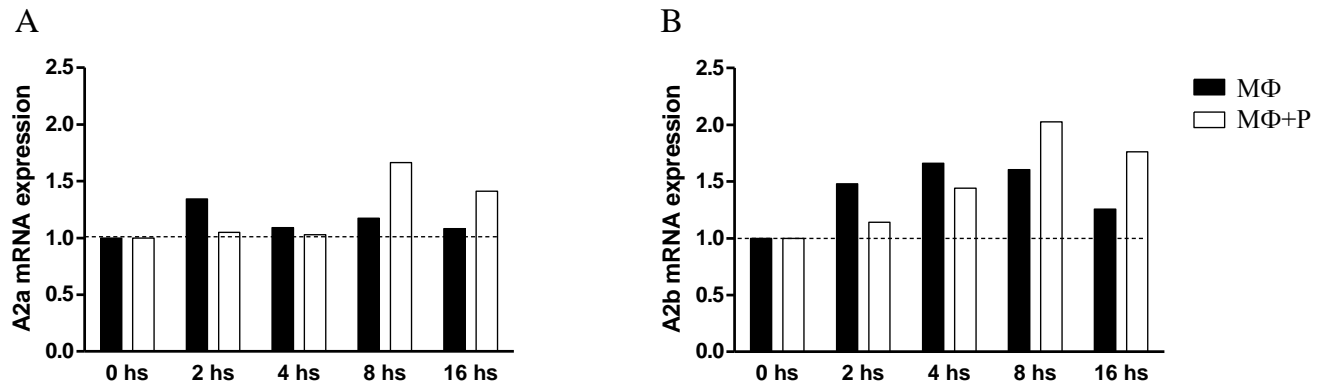 A
A2a mRNA expression
2.5
2.0
1.5
1.0
0.5
0.0
0 hs 2 hs 4 hs 8 hs 16 hs
B
A2b mRNA expression
2.5
2.0
1.5
1.0
0.5
0.0
0 hs 2 hs 4 hs 8 hs 16 hs
MΦ
MΦ+P